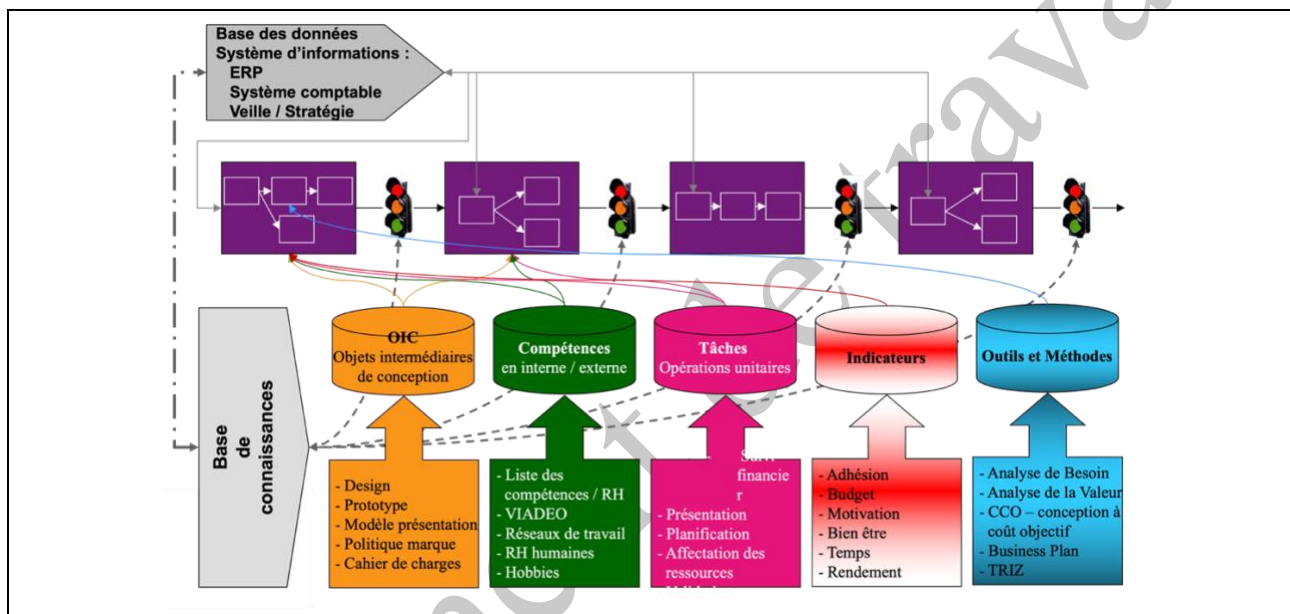 Base des données
Système d'informations :
ERP
Système comptable
Veille / Stratégie
Base
de
connaissances
OIC
Objets intermédiaires
de conception
Compétences
en interne / externe
Tâches
Opérations unitaires
Indicateurs
Outils et Méthodes
- Design
- Prototype
- Modèle présentation
- Politique marque
- Cahier de charges
- Liste des
compétences / RH
- VIADEO
- Réseaux de travail
- RH humaines
- Hobbies
- Suivi
financie
r
- Présentation
- Planification
- Affectation des
ressources
- Adhésion
- Budget
- Motivation
- Bien être
- Temps
- Rendement
- Analyse de Besoin
- Analyse de la Valeur
- CCO – conception à
coût objectif
- Business Plan
- TRIZ